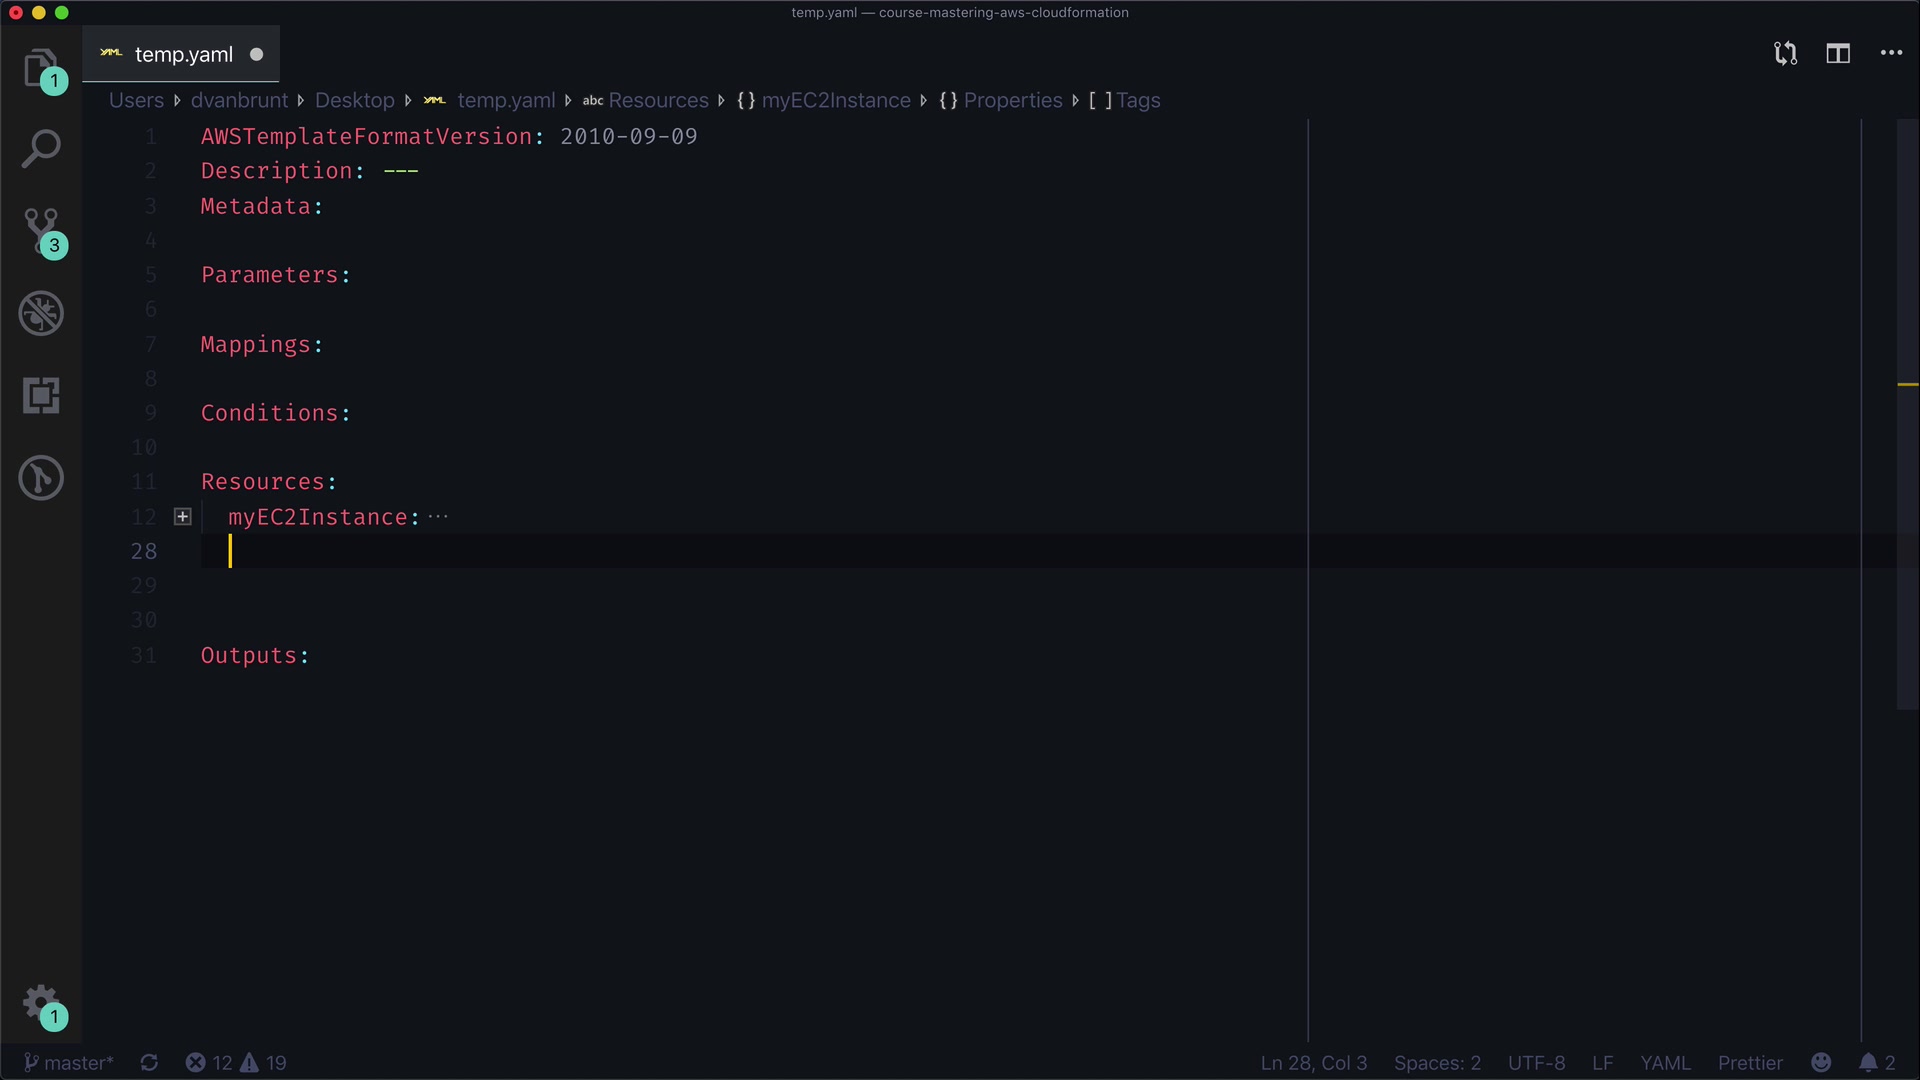 temp.yaml — course-mastering-aws-cloudformation
YAML temp.yaml
Users dvanbrunt Desktop YAML temp.yaml abc Resources {} myEC2Instance {} Properties [ ] Tags
1 AWSTemplateFormatVersion: 2010-09-09
2 Description: ---
3 Metadata:
4
5 Parameters:
6
7 Mappings:
8
9 Conditions:
10
11 Resources:
12 myEC2Instance: ···
28
29
30
31 Outputs:
1
3
1
master* 12 19 Ln 28, Col 3 Spaces: 2 UTF-8 LF YAML Prettier 2